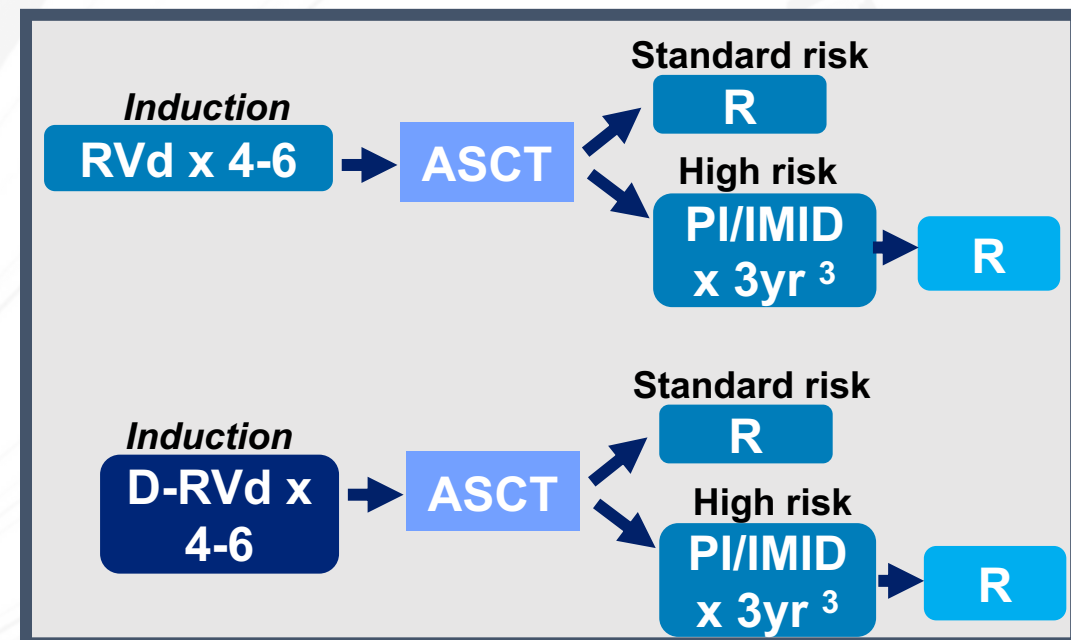 Standard risk
R
Induction
RVd x 4-6
ASCT
High risk
PI/IMID
x 3yr ³
R
Standard risk
R
Induction
D-RVd x
4-6
ASCT
High risk
PI/IMID
x 3yr ³
R